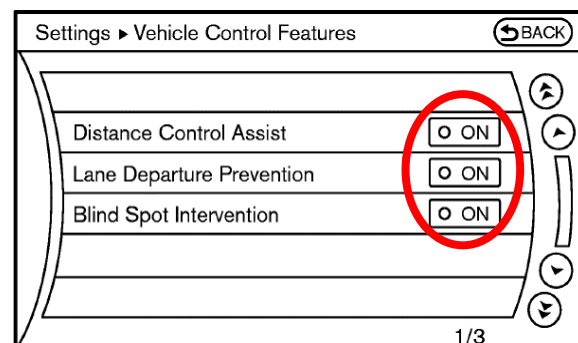 Settings ▶ Vehicle Control Features BACK
Distance Control Assist ON
Lane Departure Prevention ON
Blind Spot Intervention ON
1/3